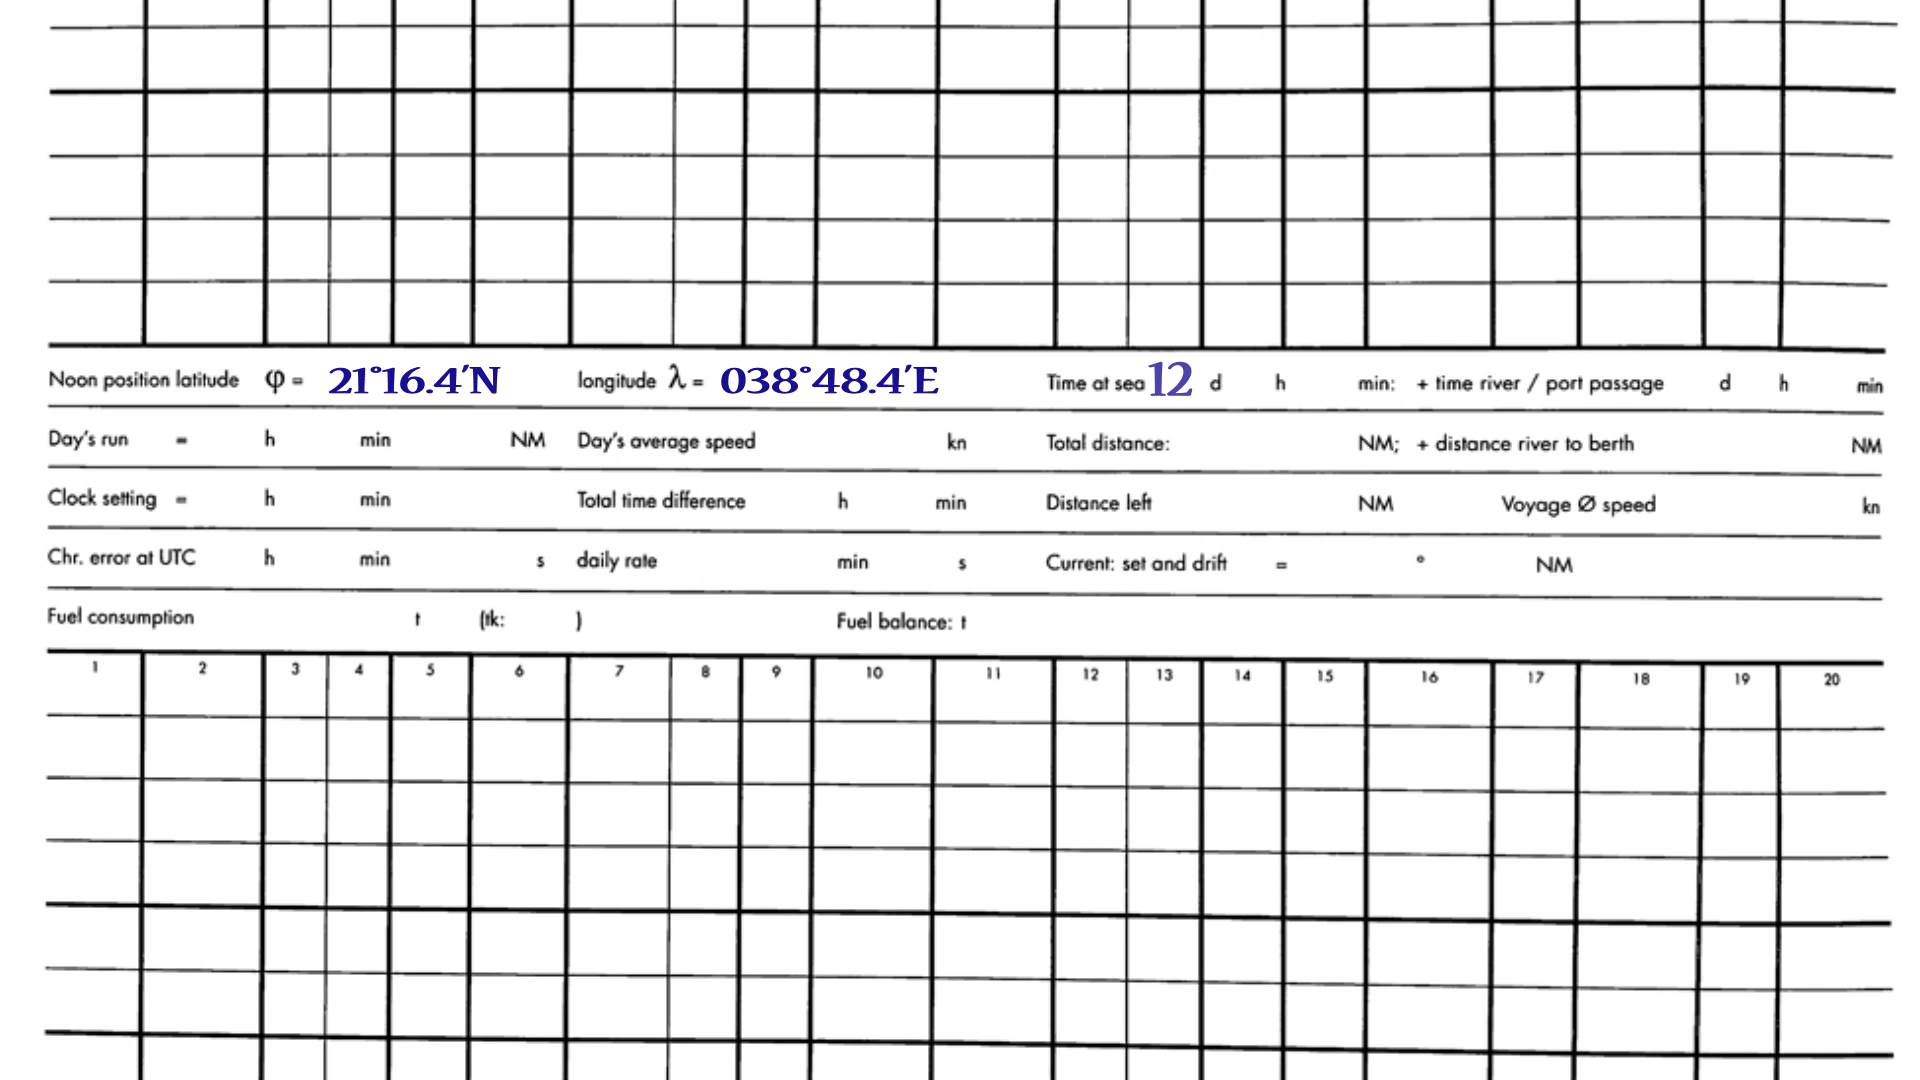 Noon position latitude φ = 21°16.4′N longitude λ = 038°48.4′E Time at sea 12 d h min: + time river / port passage d h min
Day's run = h min NM Day's average speed kn Total distance: NM; + distance river to berth NM
Clock setting = h min Total time difference h min Distance left NM Voyage Ø speed kn
Chr. error at UTC h min s daily rate min s Current: set and drift = ° NM
Fuel consumption t (tk: ) Fuel balance: t
1 2 3 4 5 6 7 8 9 10 11 12 13 14 15 16 17 18 19 20